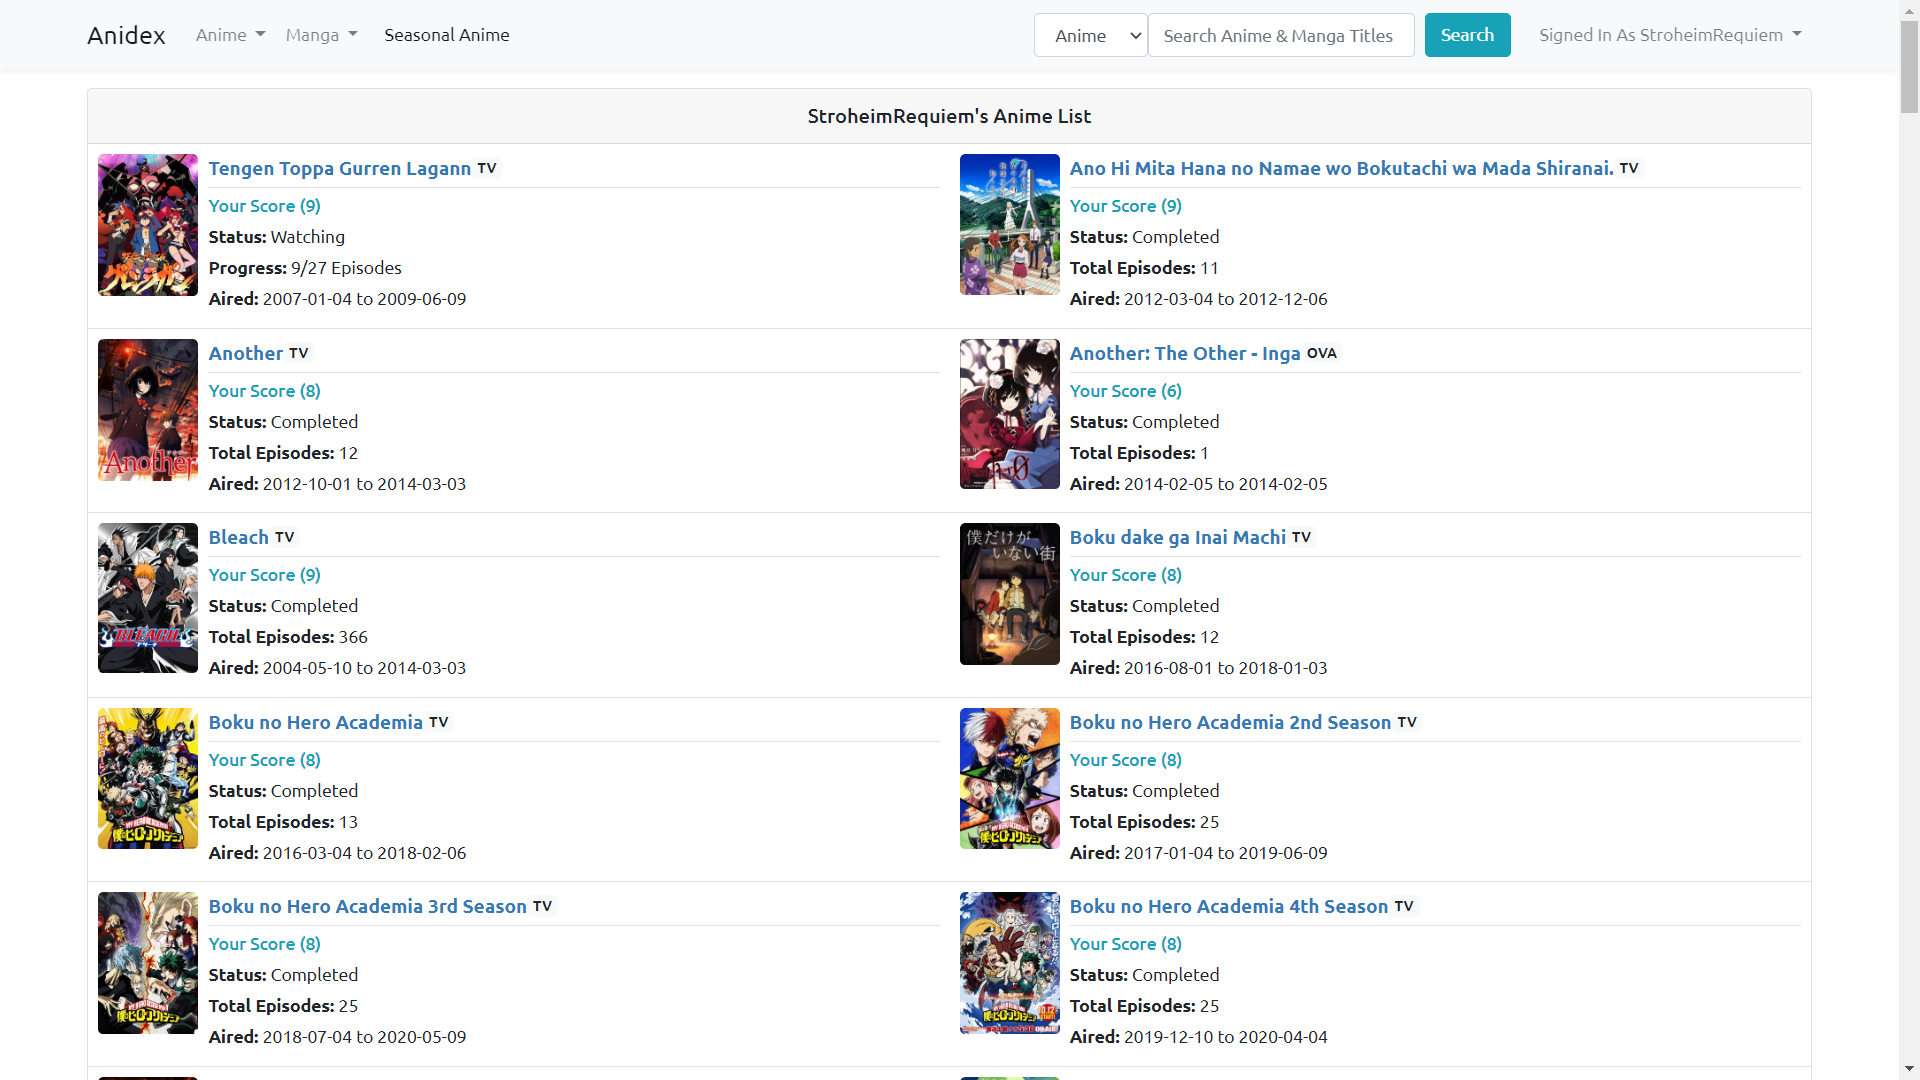 Anidex
Anime
Manga
Seasonal Anime
Anime
Search Anime & Manga Titles
Search
Signed In As StroheimRequiem
StroheimRequiem's Anime List
Tengen Toppa Gurren Lagann TV
Your Score (9)
Status: Watching
Progress: 9/27 Episodes
Aired: 2007-01-04 to 2009-06-09
Ano Hi Mita Hana no Namae wo Bokutachi wa Mada Shiranai. TV
Your Score (9)
Status: Completed
Total Episodes: 11
Aired: 2012-03-04 to 2012-12-06
Another
Another TV
Your Score (8)
Status: Completed
Total Episodes: 12
Aired: 2012-10-01 to 2014-03-03
Another: The Other - Inga OVA
Your Score (6)
Status: Completed
Total Episodes: 1
Aired: 2014-02-05 to 2014-02-05
BLEACH
Bleach TV
Your Score (9)
Status: Completed
Total Episodes: 366
Aired: 2004-05-10 to 2014-03-03
僕だけが
いない街
Boku dake ga Inai Machi TV
Your Score (8)
Status: Completed
Total Episodes: 12
Aired: 2016-08-01 to 2018-01-03
Boku no Hero Academia TV
Your Score (8)
Status: Completed
Total Episodes: 13
Aired: 2016-03-04 to 2018-02-06
Boku no Hero Academia 2nd Season TV
Your Score (8)
Status: Completed
Total Episodes: 25
Aired: 2017-01-04 to 2019-06-09
Boku no Hero Academia 3rd Season TV
Your Score (8)
Status: Completed
Total Episodes: 25
Aired: 2018-07-04 to 2020-05-09
Boku no Hero Academia 4th Season TV
Your Score (8)
Status: Completed
Total Episodes: 25
Aired: 2019-12-10 to 2020-04-04